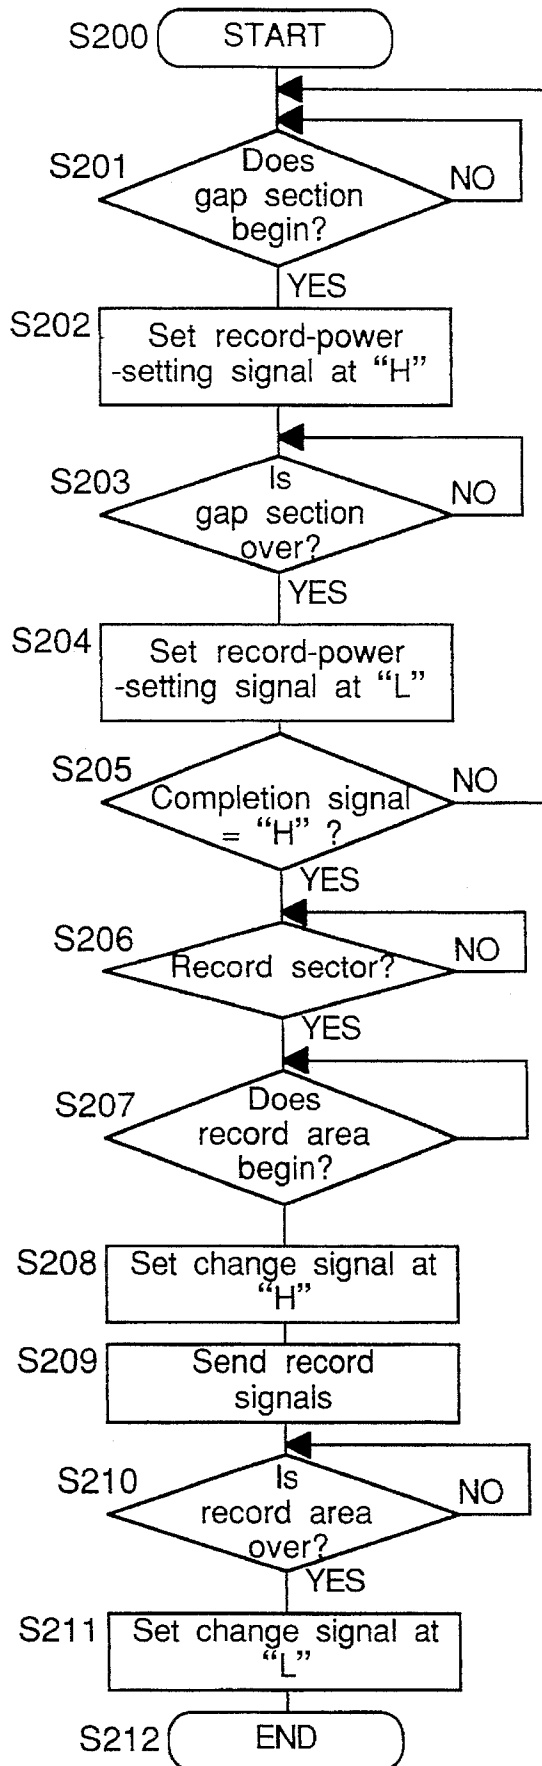 S200
START
S201
Does
gap section
begin?
NO
YES
S202
Set record-power
-setting signal at “H”
S203
Is
gap section
over?
NO
YES
S204
Set record-power
-setting signal at “L”
S205
Completion signal
= “H” ?
NO
YES
S206
Record sector?
NO
YES
S207
Does
record area
begin?
S208
Set change signal at
“H”
S209
Send record
signals
S210
Is
record area
over?
NO
YES
S211
Set change signal at
“L”
S212
END